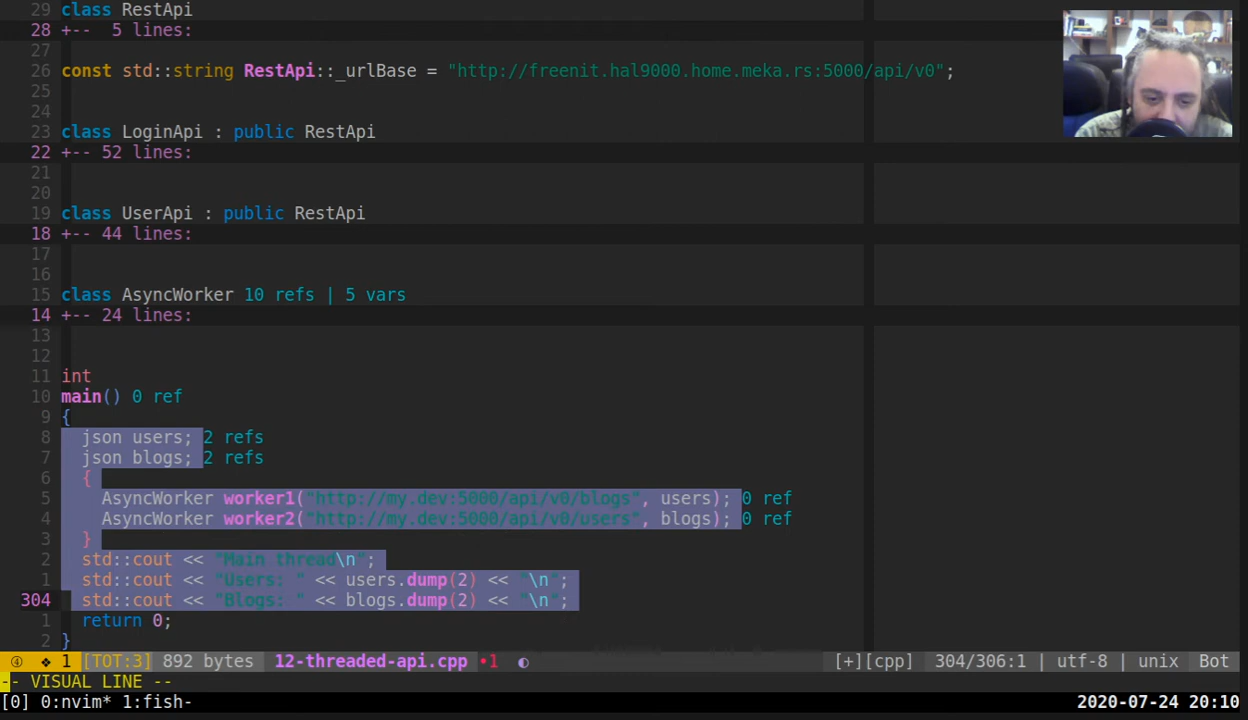 29 class RestApi
28 +--  5 lines:
27
26 const std::string RestApi::_urlBase = "http://freenit.hal9000.home.meka.rs:5000/api/v0";
25
24
23 class LoginApi : public RestApi
22 +-- 52 lines:
21
20
19 class UserApi : public RestApi
18 +-- 44 lines:
17
16
15 class AsyncWorker 10 refs | 5 vars
14 +-- 24 lines:
13
12
11 int
10 main() 0 ref
9 {
8   json users; 2 refs
7   json blogs; 2 refs
6   {
5     AsyncWorker worker1("http://my.dev:5000/api/v0/blogs", users); 0 ref
4     AsyncWorker worker2("http://my.dev:5000/api/v0/users", blogs); 0 ref
3   }
2   std::cout << "Main thread\n";
1   std::cout << "Users: " << users.dump(2) << "\n";
304   std::cout << "Blogs: " << blogs.dump(2) << "\n";
1   return 0;
2 }
④ ❖ 1 [TOT:3] 892 bytes 12-threaded-api.cpp •1 ◐ [+][cpp] 304/306:1 | utf-8 | unix Bot
-- VISUAL LINE --
[0] 0:nvim* 1:fish- 2020-07-24 20:10